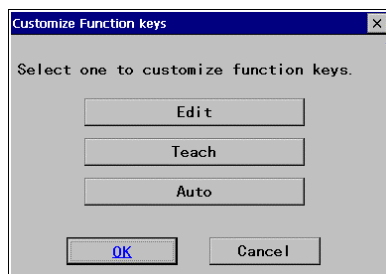 Customize Function keys
Select one to customize function keys.
Edit
Teach
Auto
OK
Cancel